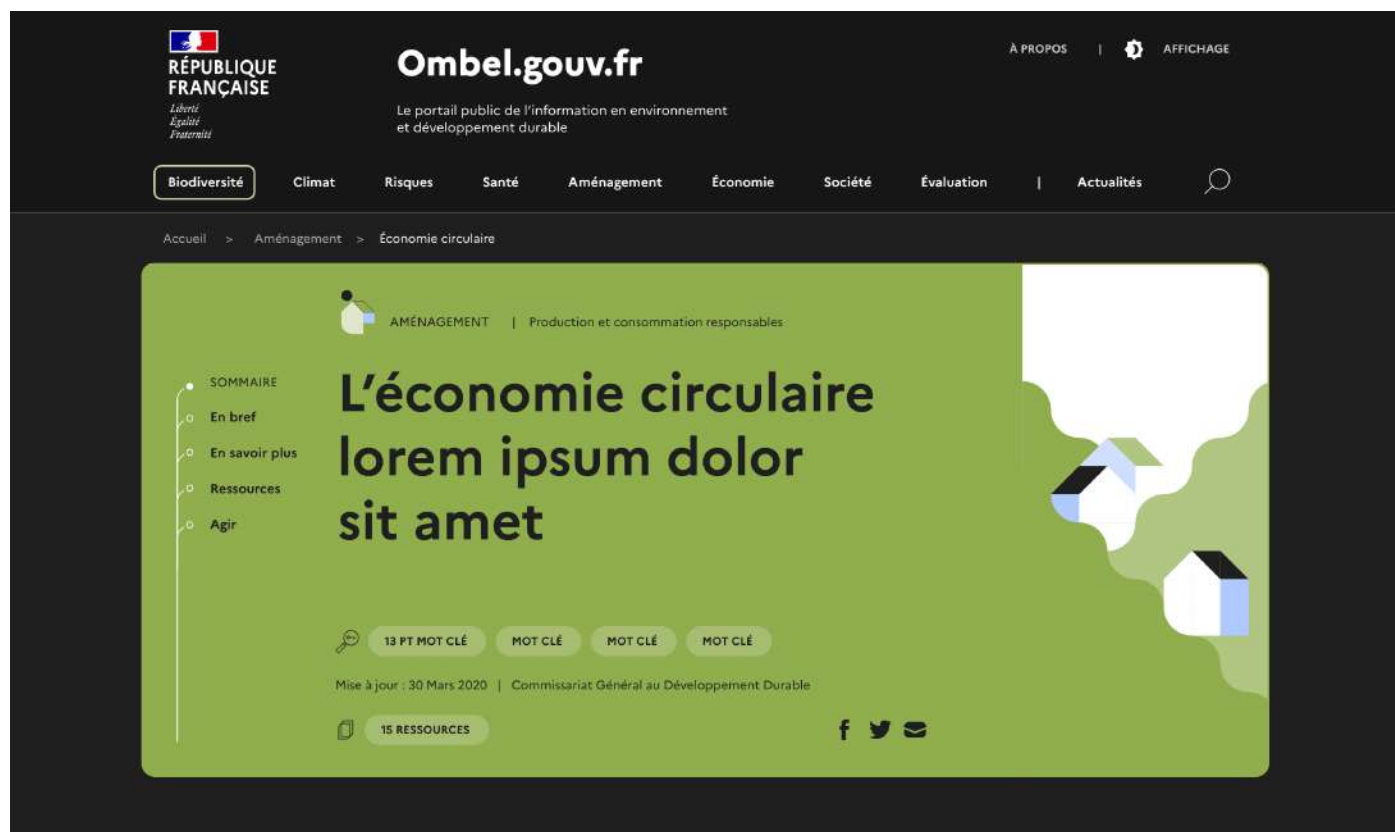 RÉPUBLIQUE
FRANÇAISE
Liberté
Égalité
Fraternité
Ombel.gouv.fr
Le portail public de l'information en environnement
et développement durable
À PROPOS | AFFICHAGE
Biodiversité Climat Risques Santé Aménagement Économie Société Évaluation | Actualités
Accueil > Aménagement > Économie circulaire
AMÉNAGEMENT | Production et consommation responsables
SOMMAIRE
En bref
En savoir plus
Ressources
Agir
L'économie circulaire
lorem ipsum dolor
sit amet
13 PT MOT CLÉ MOT CLÉ MOT CLÉ MOT CLÉ
Mise à jour : 30 Mars 2020 | Commissariat Général au Développement Durable
15 RESSOURCES